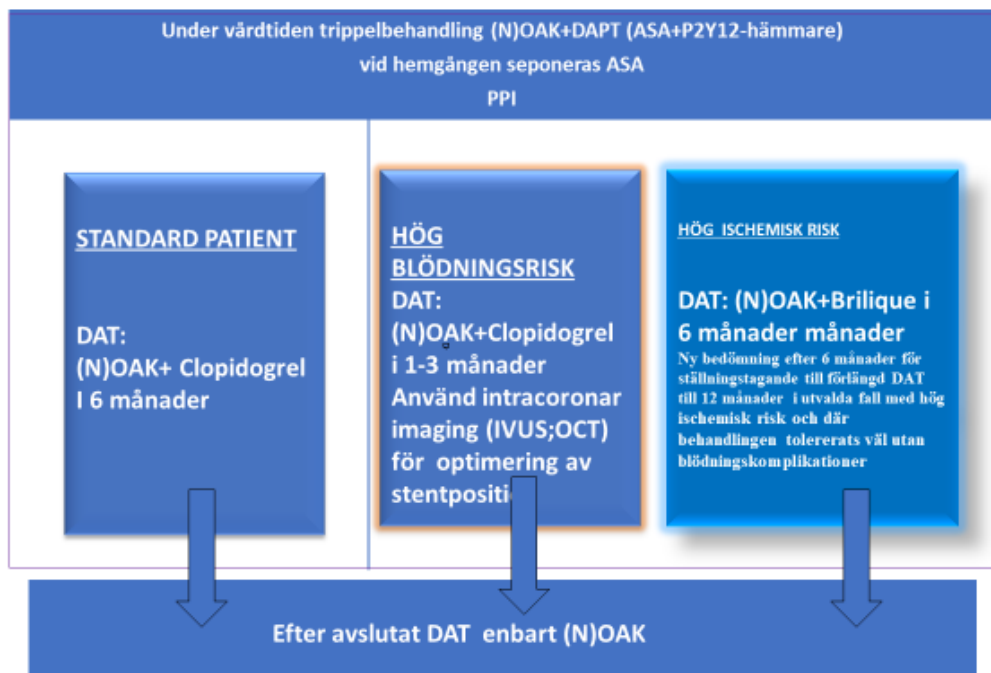 Under vårdtiden trippelbehandling (N)OAK+DAPT (ASA+P2Y12-hämmare)
vid hemgången seponeras ASA
PPI
STANDARD PATIENT
DAT:
(N)OAK+ Clopidogrel
I 6 månader
HÖG
BLÖDNINGSRISK
DAT:
(N)OAK+Clopidogrel
i 1-3 månader
Använd intracoronar
imaging (IVUS;OCT)
för optimering av
HÖG ISCHEMISK RISK
DAT: (N)OAK+Brilique i
6 månader månader
Ny bedömning efter 6 månader för
ställningstagande till förlängd DAT
till 12 månader i utvalda fall med hög
ischemisk risk och där
behandlingen tolererats väl utan
blödningskomplikationer
Efter avslutat DAT enbart (N)OAK